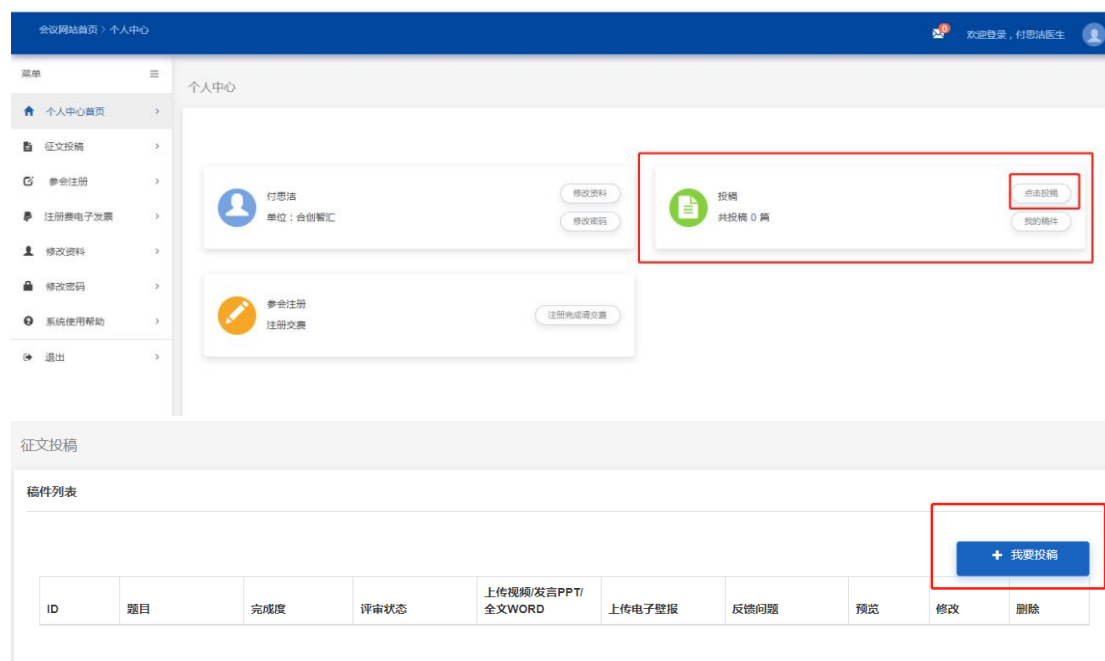 会议网站首页 > 个人中心
0
欢迎登录，付思洁医生
菜单
个人中心首页
征文投稿
参会注册
注册费电子发票
修改资料
修改密码
系统使用帮助
退出
个人中心
付思洁
单位：合创智汇
修改资料
修改密码
投稿
共投稿 0 篇
点击投稿
我的稿件
参会注册
注册交费
注册完成请交费
征文投稿
稿件列表
+ 我要投稿
ID 题目 完成度 评审状态 上传视频/发言PPT/
全文WORD 上传电子壁报 反馈问题 预览 修改 删除